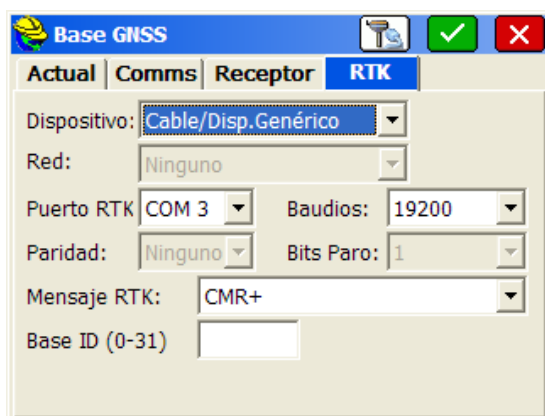 Base GNSS
Actual Comms Receptor RTK
Dispositivo: Cable/Disp.Genérico
Red: Ninguno
Puerto RTK COM 3 Baudios: 19200
Paridad: Ninguno Bits Paro: 1
Mensaje RTK: CMR+
Base ID (0-31)